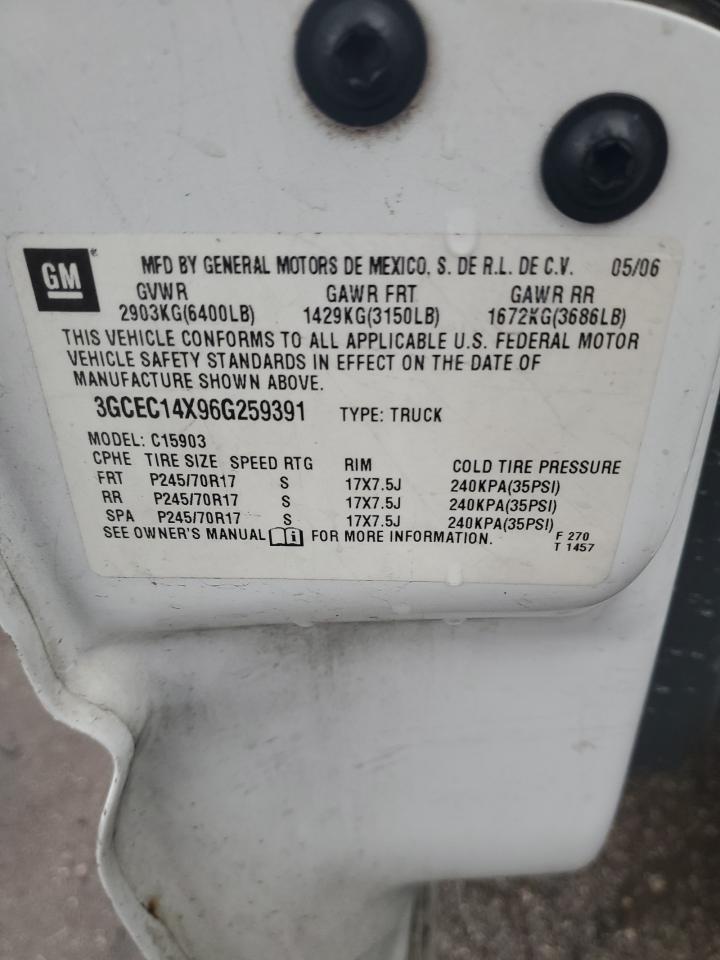 GM ® MFD BY GENERAL MOTORS DE MEXICO, S. DE R.L. DE C.V. 05/06
GVWR GAWR FRT GAWR RR
2903KG(6400LB) 1429KG(3150LB) 1672KG(3686LB)
THIS VEHICLE CONFORMS TO ALL APPLICABLE U.S. FEDERAL MOTOR
VEHICLE SAFETY STANDARDS IN EFFECT ON THE DATE OF
MANUFACTURE SHOWN ABOVE.
3GCEC14X96G259391 TYPE: TRUCK
MODEL: C15903
CPHE TIRE SIZE SPEED RTG RIM COLD TIRE PRESSURE
FRT P245/70R17 S 17X7.5J 240KPA(35PSI)
RR P245/70R17 S 17X7.5J 240KPA(35PSI)
SPA P245/70R17 S 17X7.5J 240KPA(35PSI)
SEE OWNER'S MANUAL i FOR MORE INFORMATION. F 270
T 1457